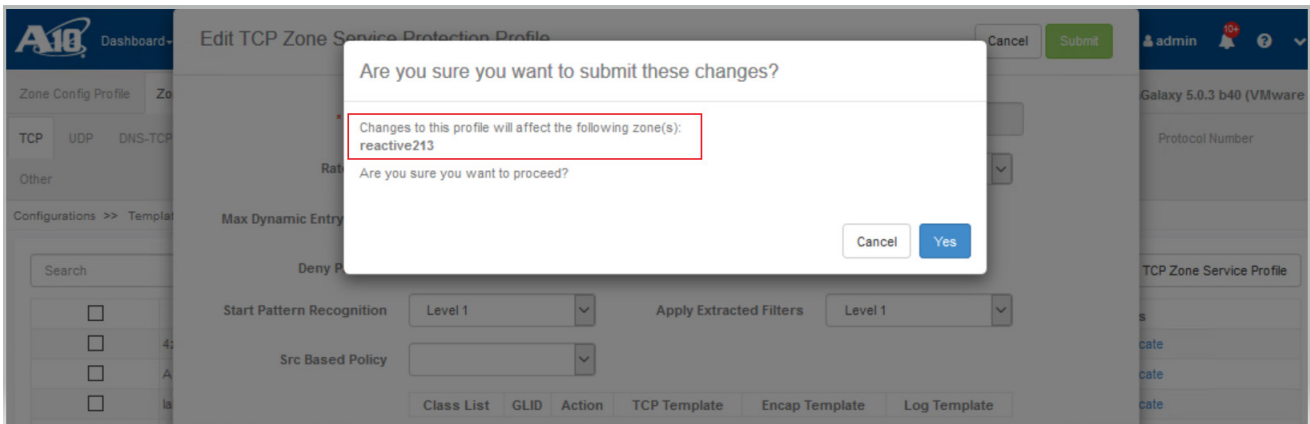 A10 Dashboard
Edit TCP Zone Service Protection Profile
Cancel Submit
admin 10+
Are you sure you want to submit these changes?
Zone Config Profile
Galaxy 5.0.3 b40 (VMware
Changes to this profile will affect the following zone(s):
reactive213
TCP UDP DNS-TCP
Protocol Number
Are you sure you want to proceed?
Other
Configurations >>
Max Dynamic Entry
Cancel Yes
Search
Deny
TCP Zone Service Profile
Start Pattern Recognition Level 1 Apply Extracted Filters Level 1
Src Based Policy
Class List GLID Action TCP Template Encap Template Log Template